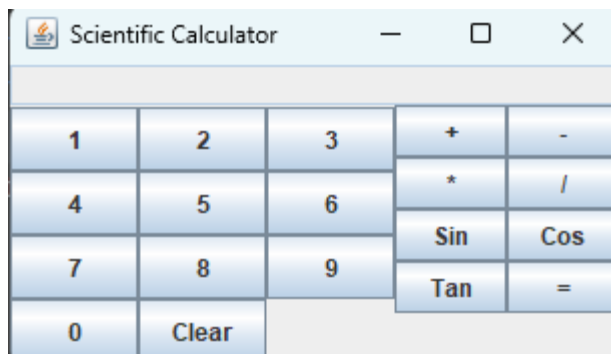 Scientific Calculator
1 2 3 + -
4 5 6 * /
7 8 9 Sin Cos
0 Clear Tan =